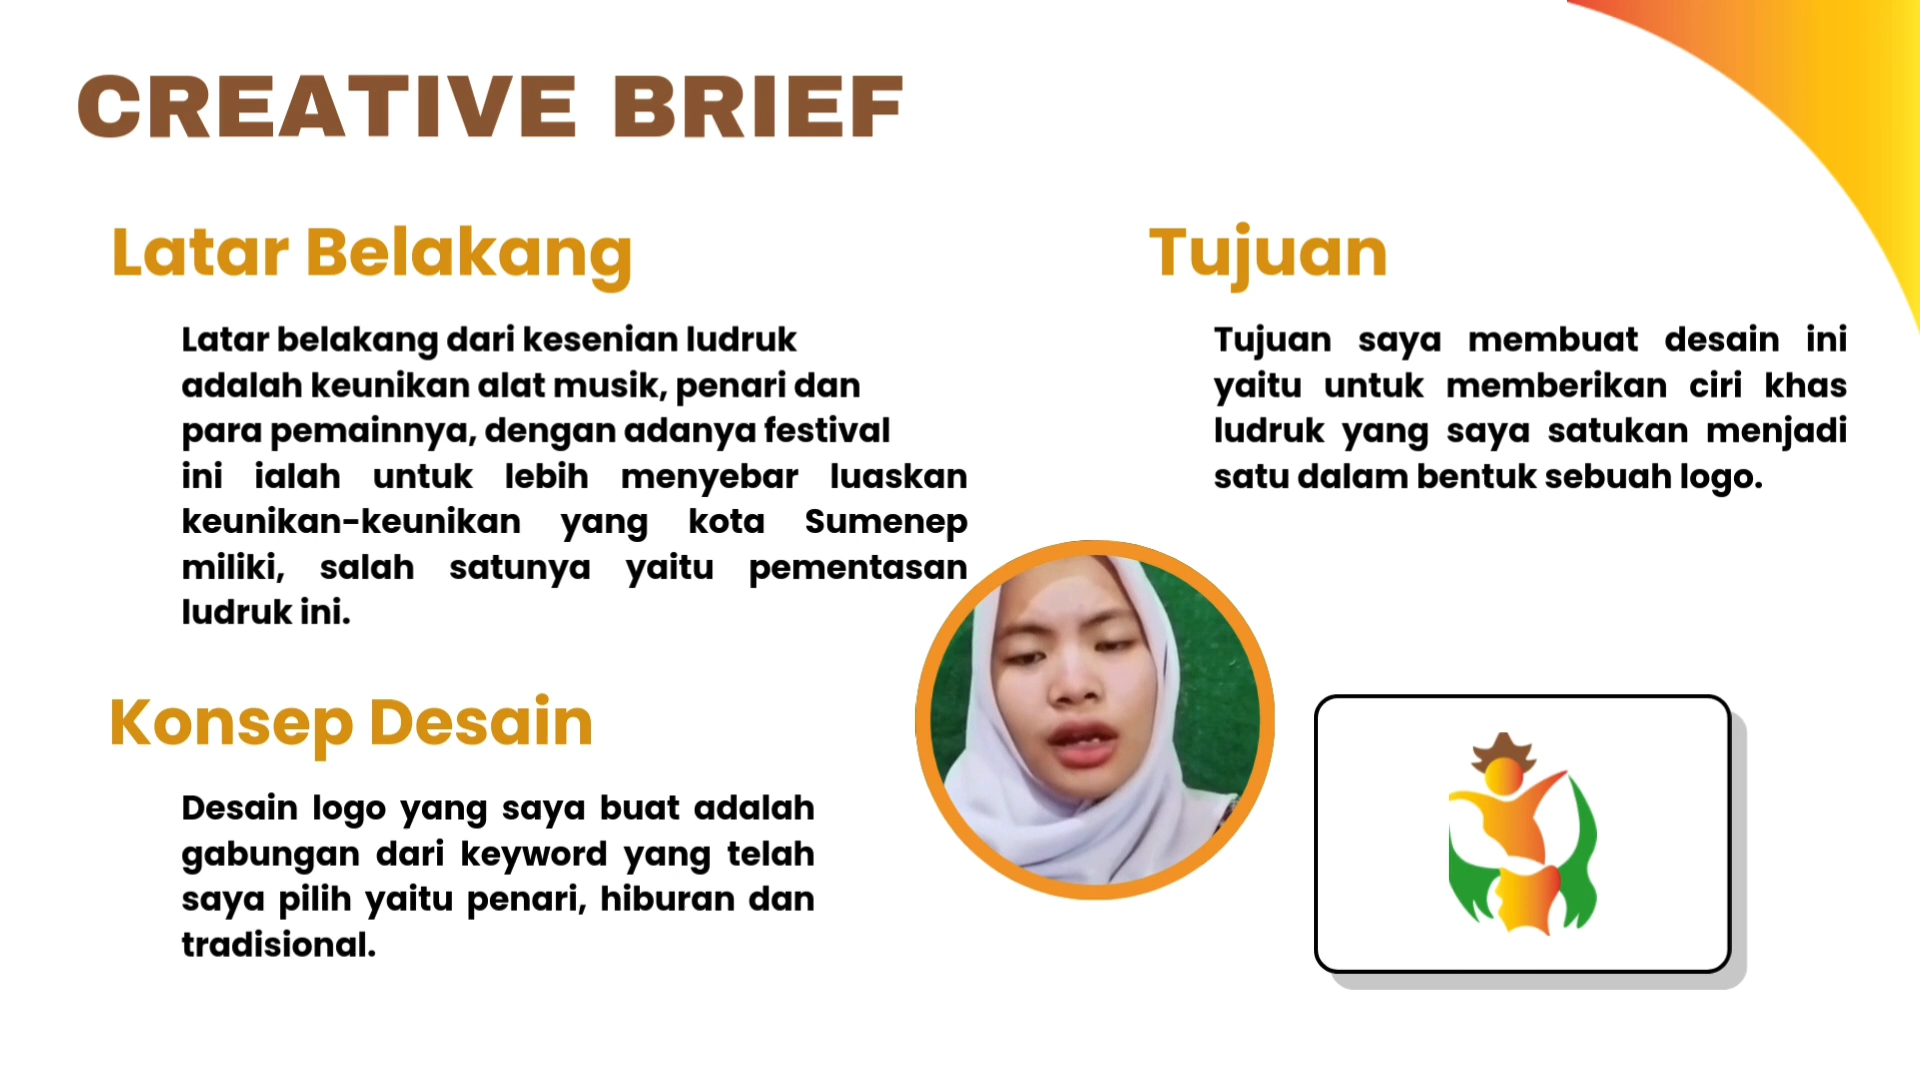 CREATIVE BRIEF
Latar Belakang
Latar belakang dari kesenian ludruk
adalah keunikan alat musik, penari dan
para pemainnya, dengan adanya festival
ini ialah untuk lebih menyebar luaskan
keunikan-keunikan yang kota Sumenep
miliki, salah satunya yaitu pementasan
ludruk ini.
Tujuan
Tujuan saya membuat desain ini
yaitu untuk memberikan ciri khas
ludruk yang saya satukan menjadi
satu dalam bentuk sebuah logo.
Konsep Desain
Desain logo yang saya buat adalah
gabungan dari keyword yang telah
saya pilih yaitu penari, hiburan dan
tradisional.